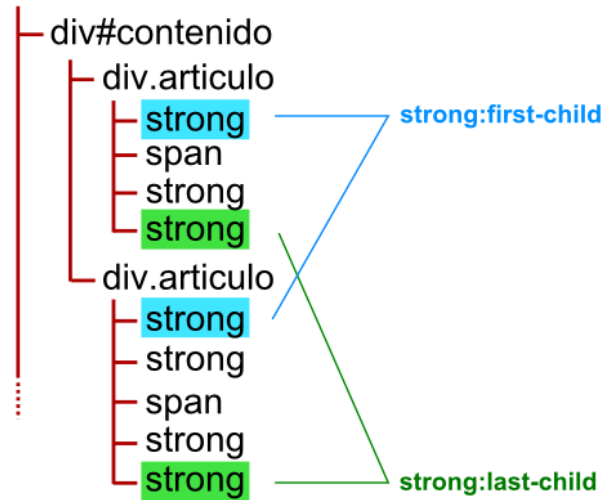 div#contenido
div.articulo
strong strong:first-child
span
strong
strong
div.articulo
strong
strong
span
strong
strong strong:last-child